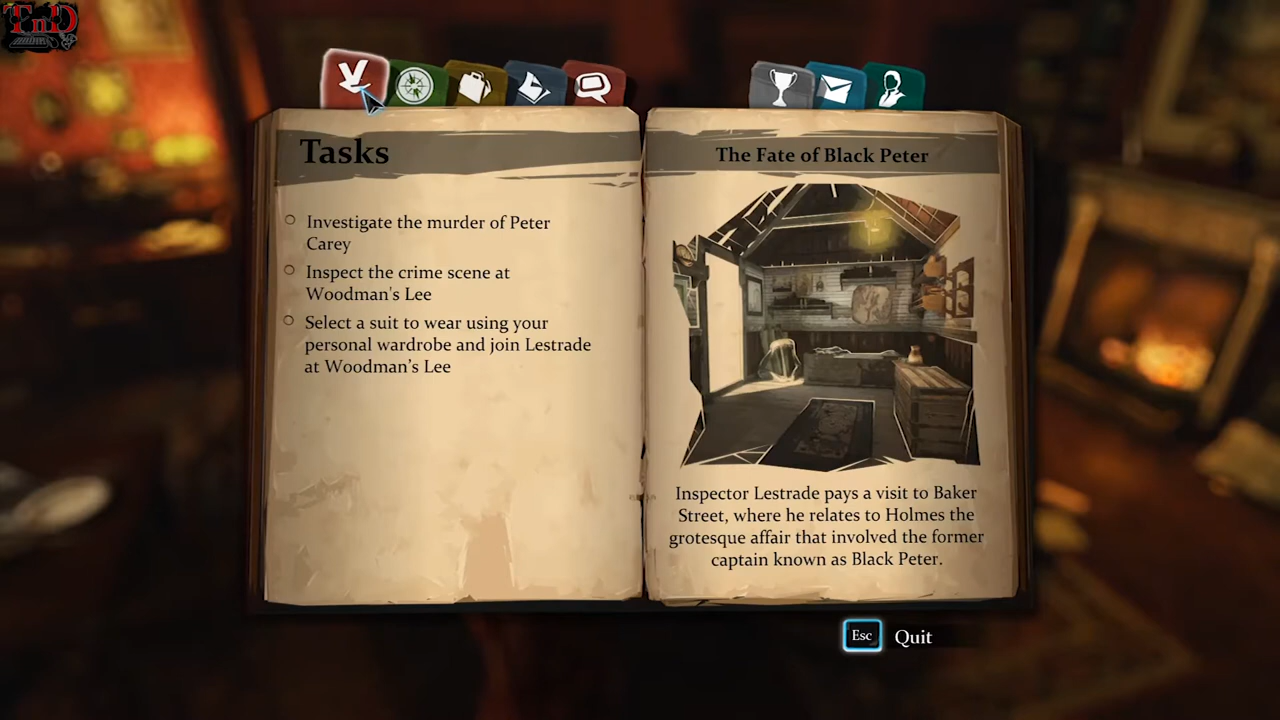 TnD
Tasks
Investigate the murder of Peter
Carey
Inspect the crime scene at
Woodman's Lee
Select a suit to wear using your
personal wardrobe and join Lestrade
at Woodman’s Lee
The Fate of Black Peter
Inspector Lestrade pays a visit to Baker
Street, where he relates to Holmes the
grotesque affair that involved the former
captain known as Black Peter.
Esc Quit